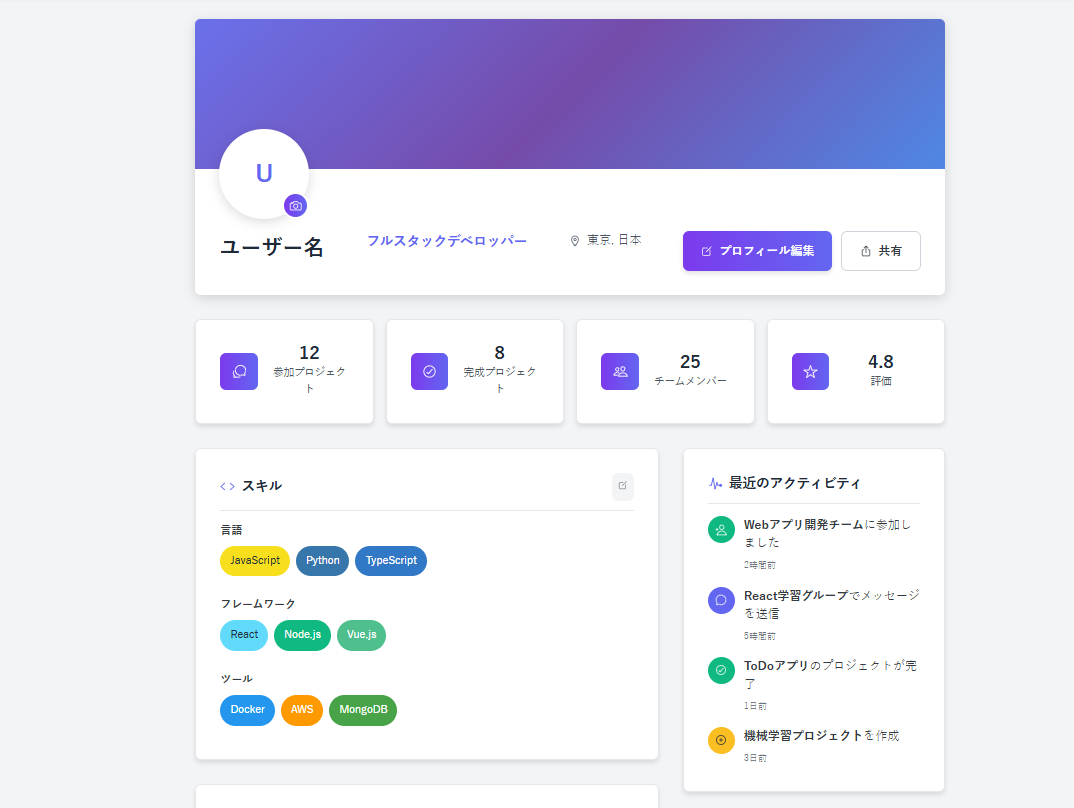 U
ユーザー名
フルスタックデベロッパー
東京, 日本
プロフィール編集
共有
12
参加プロジェク
ト
8
完成プロジェク
ト
25
チームメンバー
4.8
評価
スキル
言語
JavaScript Python TypeScript
フレームワーク
React Node.js Vue.js
ツール
Docker AWS MongoDB
最近のアクティビティ
Webアプリ開発チームに参加し
ました
2時間前
React学習グループでメッセージ
を送信
5時間前
ToDoアプリのプロジェクトが完
了
1日前
機械学習プロジェクトを作成
3日前